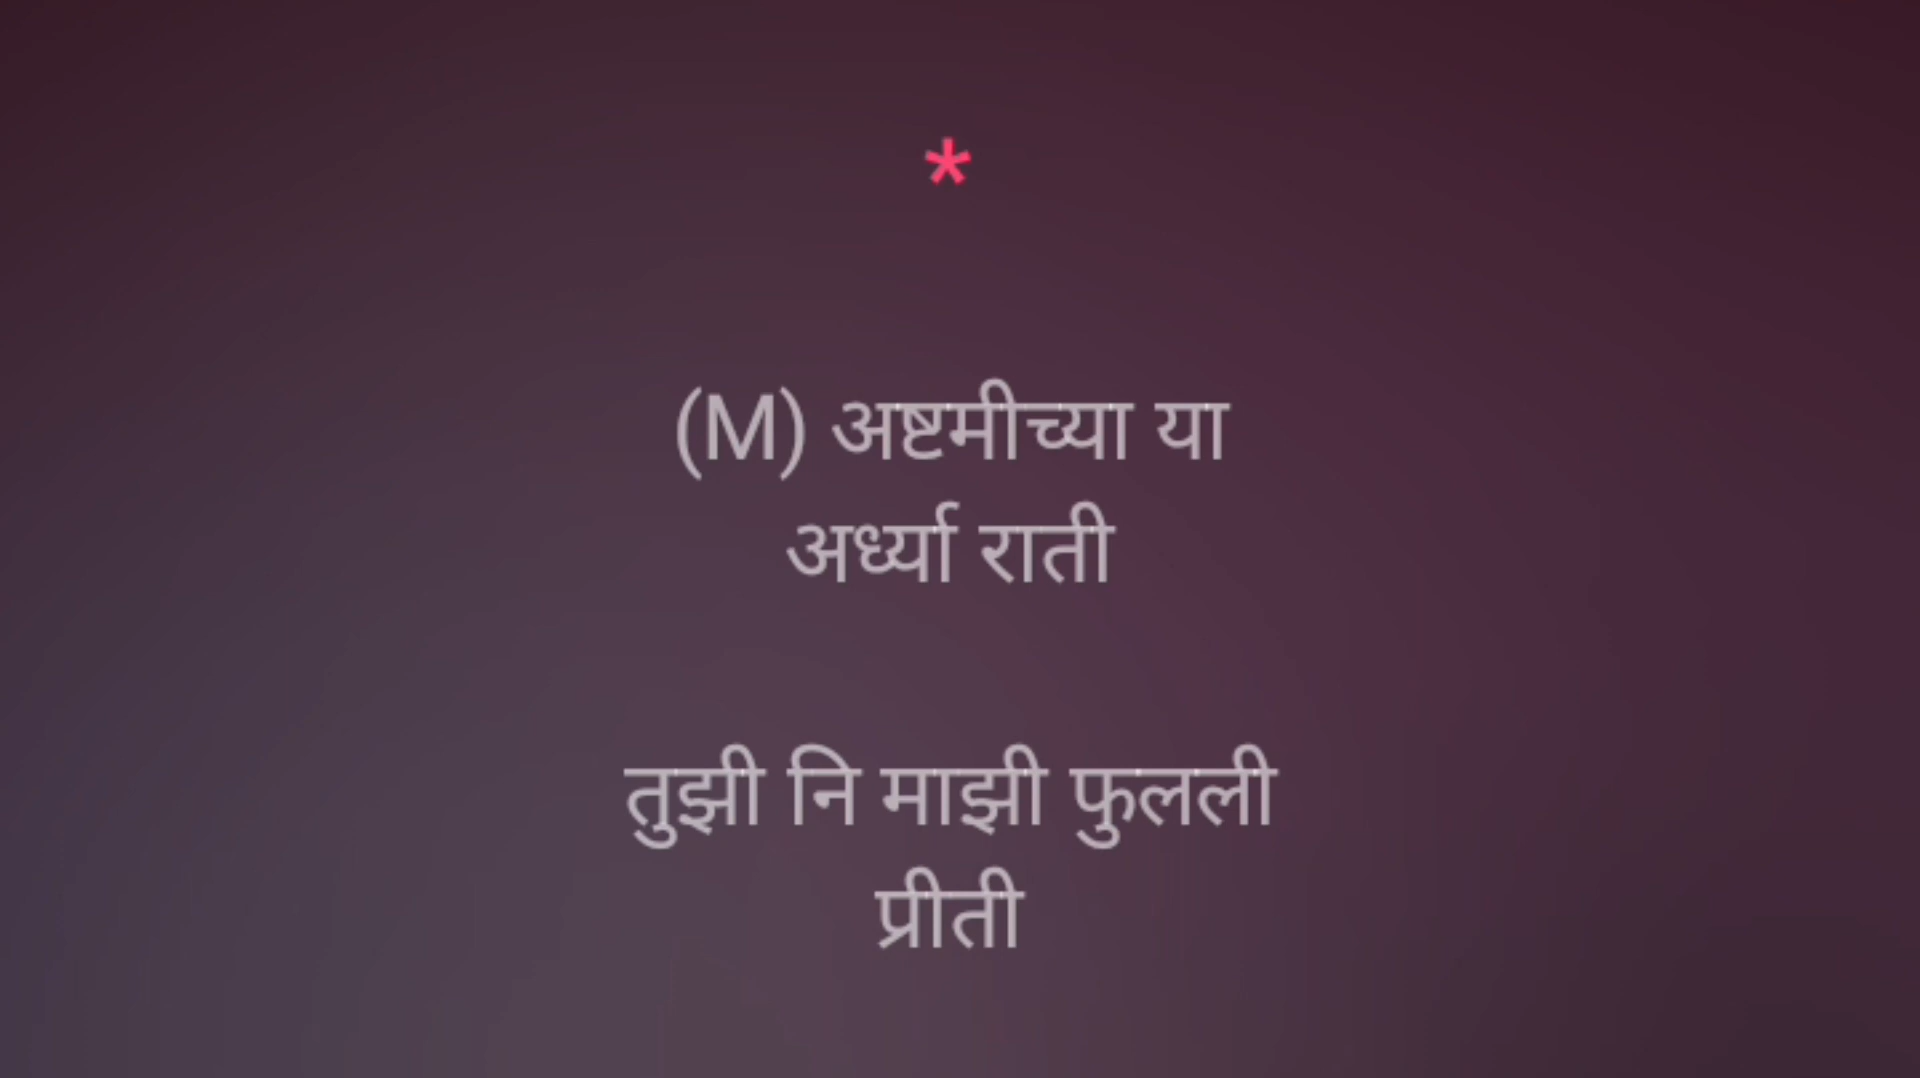 *
(M) अष्टमीच्या या
अर्ध्या राती
तुझी नि माझी फुलली
प्रीती